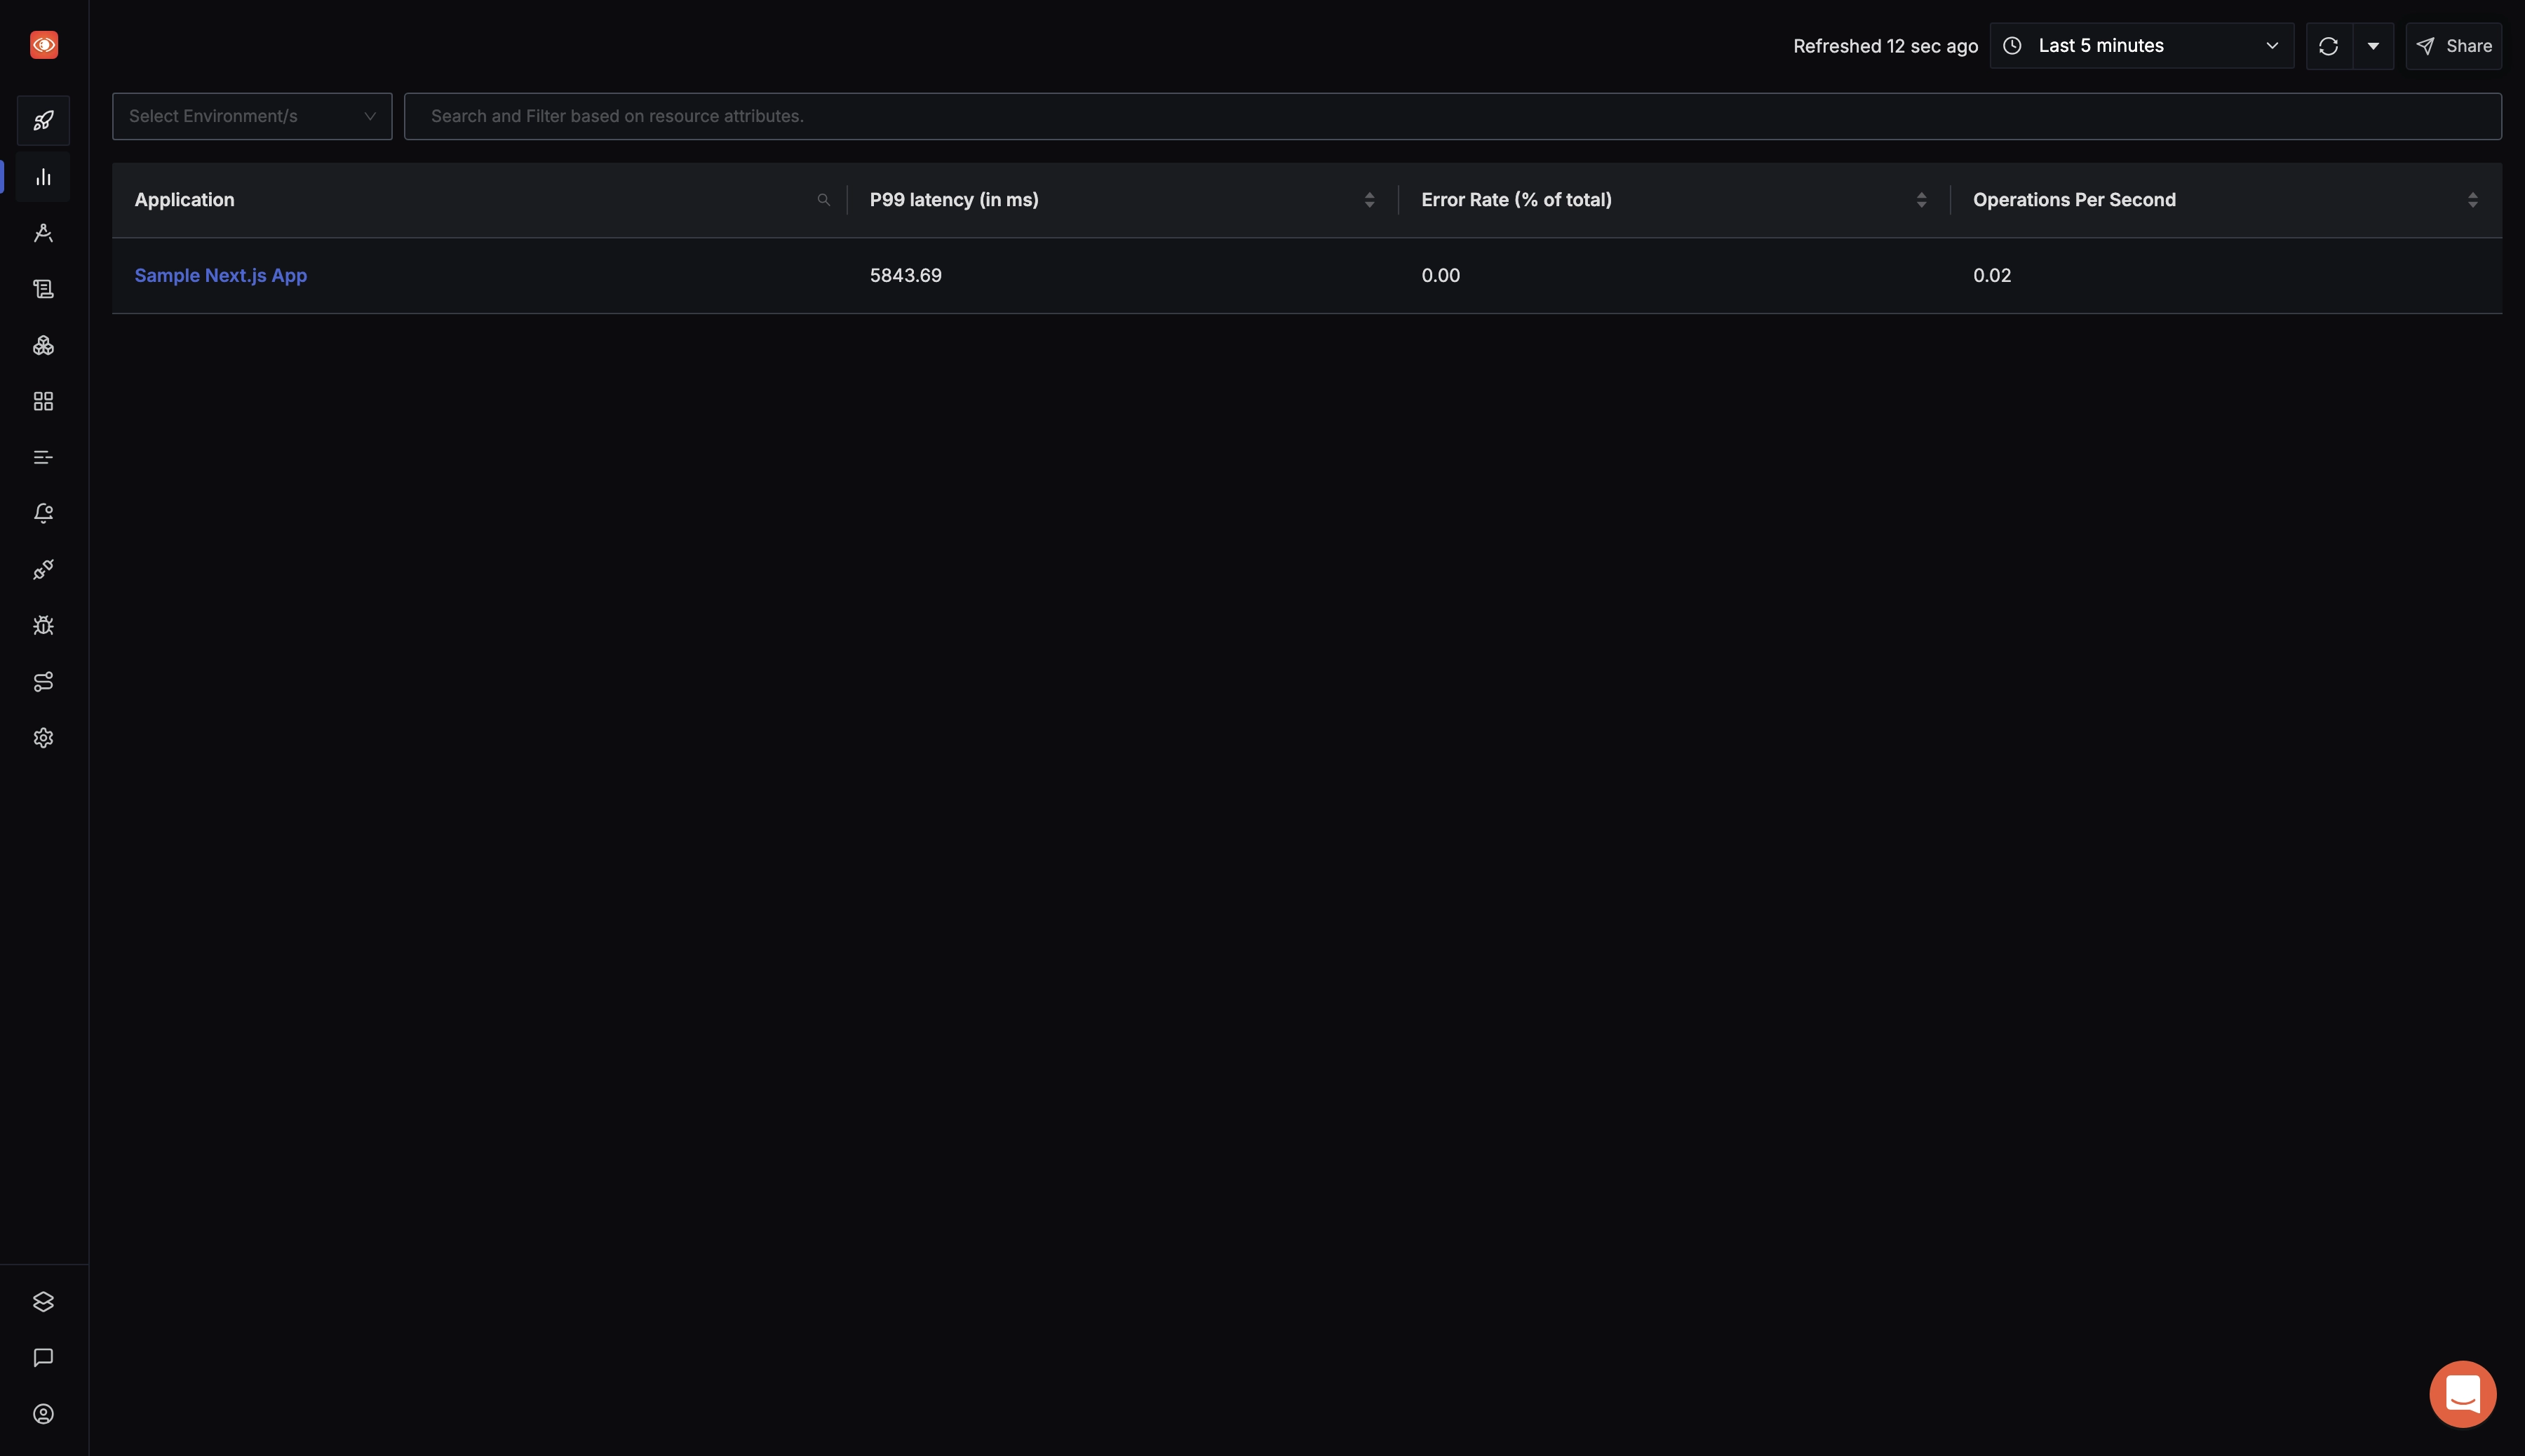 Refreshed 12 sec ago Last 5 minutes Share
Select Environment/s Search and Filter based on resource attributes.
Application P99 latency (in ms) Error Rate (% of total) Operations Per Second
Sample Next.js App 5843.69 0.00 0.02